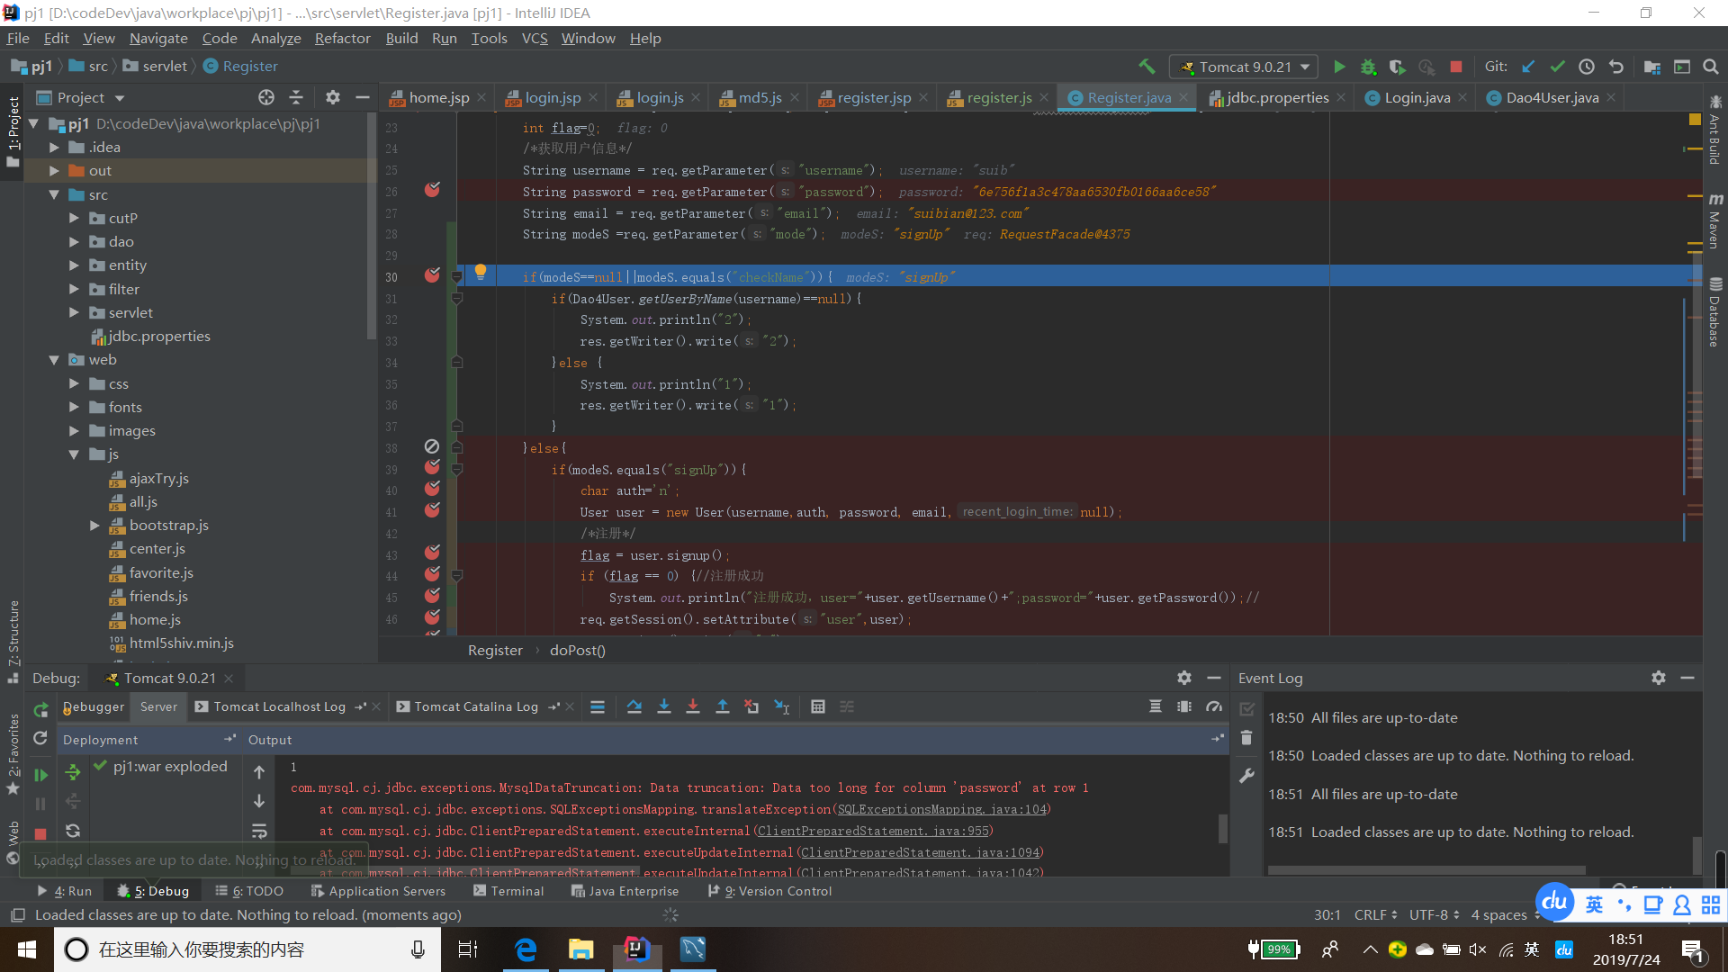 pj1 [D:\codeDev\java\workplace\pj\pj1] - ...\src\servlet\Register.java [pj1] - IntelliJ IDEA
File Edit View Navigate Code Analyze Refactor Build Run Tools VCS Window Help
pj1 src servlet Register
Tomcat 9.0.21 Git:
Project
home.jsp login.jsp login.js md5.js register.jsp register.js Register.java jdbc.properties Login.java Dao4User.java
1: Project
7: Structure
2: Favorites
Web
Ant Build
Maven
Database
pj1 D:\codeDev\java\workplace\pj\pj1
.idea
out
src
cutP
dao
entity
filter
servlet
jdbc.properties
web
css
fonts
images
js
ajaxTry.js
all.js
bootstrap.js
center.js
favorite.js
friends.js
home.js
html5shiv.min.js
23 int flag=0; flag: 0
24 /*获取用户信息*/
25 String username = req.getParameter( s: "username"); username: "suib"
26 String password = req.getParameter( s: "password"); password: "6e756f1a3c478aa6530fb0166aa6ce58"
27 String email = req.getParameter( s: "email"); email: "suibian@123.com"
28 String modeS =req.getParameter( s: "mode"); modeS: "signUp" req: RequestFacade@4375
29
30 if(modeS==null||modeS.equals("checkName")){ modeS: "signUp"
31 if(Dao4User.getUserByName(username)==null){
32 System.out.println("2");
33 res.getWriter().write( s: "2");
34 }else {
35 System.out.println("1");
36 res.getWriter().write( s: "1");
37 }
38 }else{
39 if(modeS.equals("signUp")){
40 char auth='n';
41 User user = new User(username,auth, password, email, recent_login_time: null);
42 /*注册*/
43 flag = user.signup();
44 if (flag == 0) {//注册成功
45 System.out.println("注册成功, user="+user.getUsername()+";password="+user.getPassword());//
46 req.getSession().setAttribute( s: "user",user);
Register doPost()
Debug: Tomcat 9.0.21
Debugger Server Tomcat Localhost Log Tomcat Catalina Log
Deployment Output
pj1:war exploded
1
com.mysql.cj.jdbc.exceptions.MysqlDataTruncation: Data truncation: Data too long for column 'password' at row 1
at com.mysql.cj.jdbc.exceptions.SQLExceptionsMapping.translateException(SQLExceptionsMapping.java:104)
at com.mysql.cj.jdbc.ClientPreparedStatement.executeInternal(ClientPreparedStatement.java:955)
at com.mysql.cj.jdbc.ClientPreparedStatement.executeUpdateInternal(ClientPreparedStatement.java:1094)
at com.mysql.cj.jdbc.ClientPreparedStatement.executeUpdateInternal(ClientPreparedStatement.java:1042)
Loaded classes are up to date. Nothing to reload.
Event Log
18:50 All files are up-to-date
18:50 Loaded classes are up to date. Nothing to reload.
18:51 All files are up-to-date
18:51 Loaded classes are up to date. Nothing to reload.
4: Run 5: Debug 6: TODO Application Servers Terminal Java Enterprise 9: Version Control
Loaded classes are up to date. Nothing to reload. (moments ago)
30:1 CRLF UTF-8 4 spaces
du 英
在这里输入你要搜索的内容
99%
英 du
18:51
2019/7/24
1